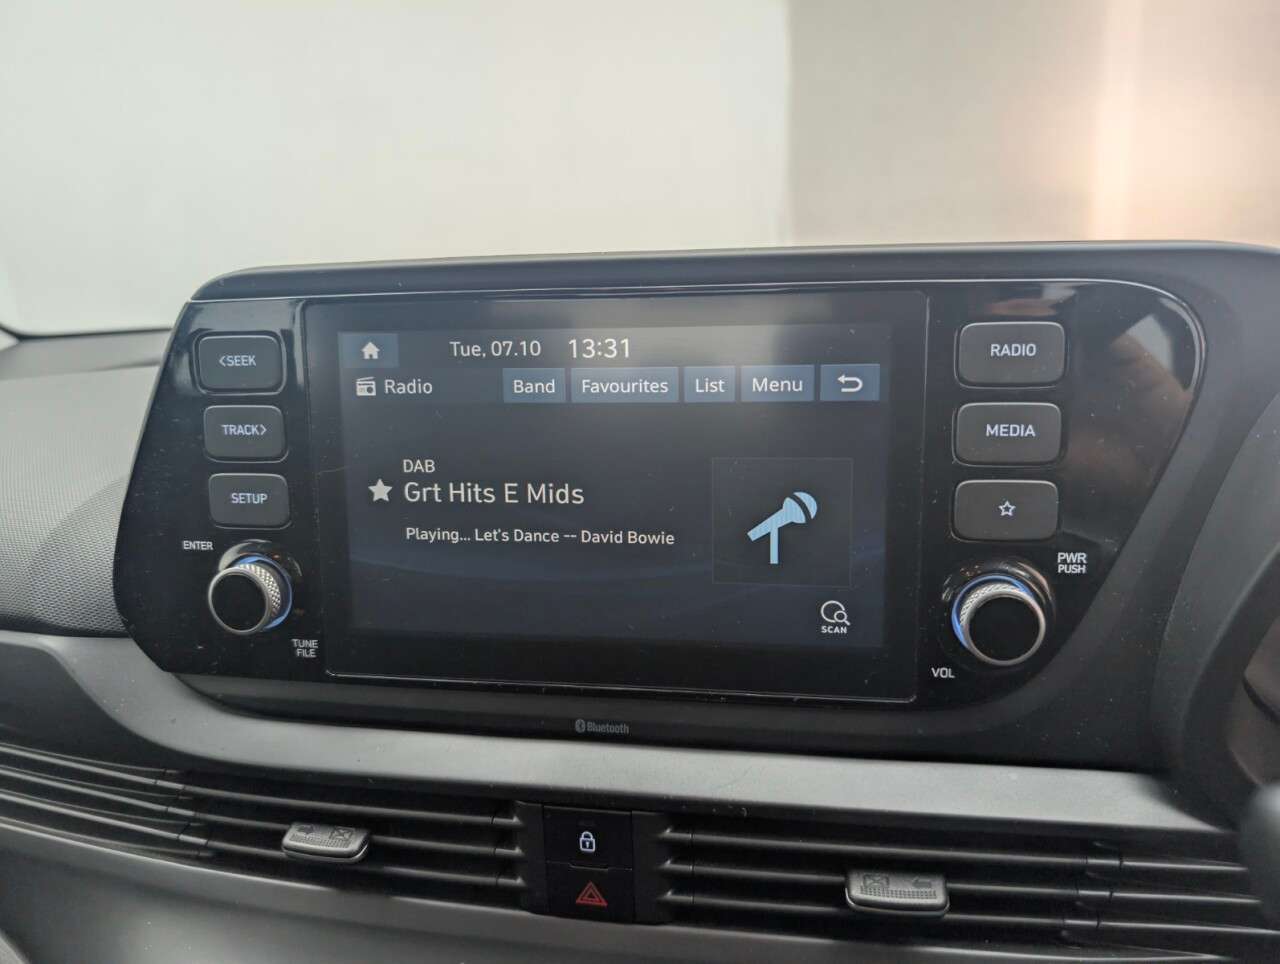 Tue, 07.10 13:31
Radio Band Favourites List Menu
DAB
Grt Hits E Mids
Playing... Let's Dance -- David Bowie
SCAN
<SEEK
TRACK>
SETUP
ENTER
TUNE
FILE
RADIO
MEDIA
PWR
PUSH
VOL
Bluetooth